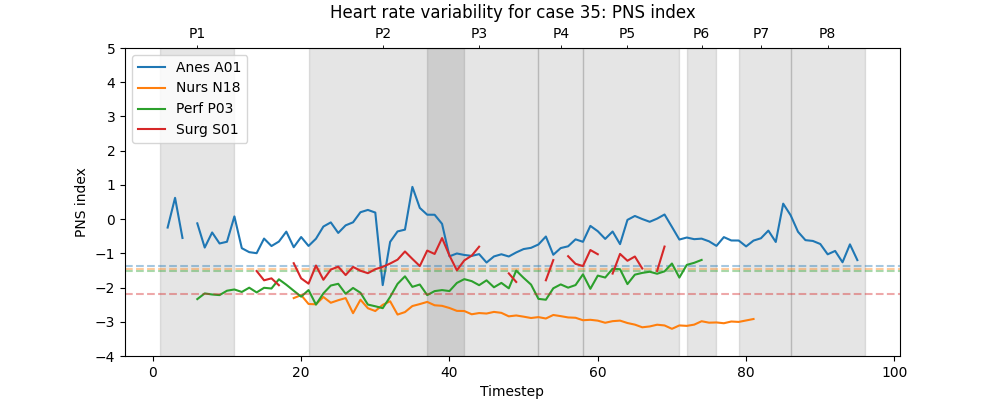 Heart rate variability for case 35: PNS index
P1 P2 P3 P4 P5 P6 P7 P8
5
4
3
2
1
0
−1
−2
−3
−4
PNS index
Anes A01
Nurs N18
Perf P03
Surg S01
0 20 40 60 80 100
Timestep